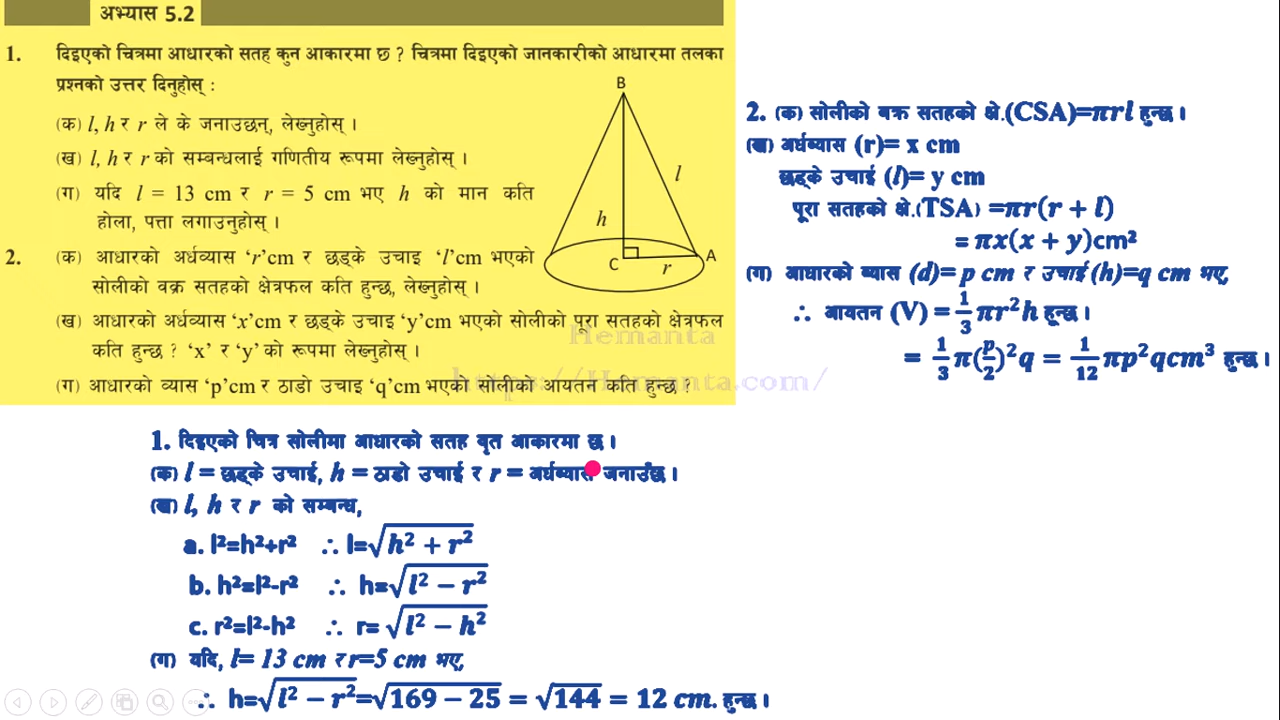 अभ्यास 5.2
1. दिइएको चित्रमा आधारको सतह कुन आकारमा छ ? चित्रमा दिइएको जानकारीको आधारमा तलका
प्रश्नको उत्तर दिनुहोस् :
(क) l, h र r ले के जनाउछन्, लेख्नुहोस् ।
(ख) l, h र r को सम्बन्धलाई गणितीय रूपमा लेख्नुहोस् ।
(ग) यदि l = 13 cm र r = 5 cm भए h को मान कति
होला, पत्ता लगाउनुहोस् ।
B
l
h
C
r
A
2. (क) आधारको अर्धव्यास ‘r’cm र छड्के उचाइ ‘l’cm भएको
सोलीको वक्र सतहको क्षेत्रफल कति हुन्छ, लेख्नुहोस् ।
(ख) आधारको अर्धव्यास ‘x’cm र छड्के उचाइ ‘y’cm भएको सोलीको पूरा सतहको क्षेत्रफल
कति हुन्छ ? ‘x’ र ‘y’को रूपमा लेख्नुहोस् ।
(ग) आधारको व्यास ‘p’cm र ठाडो उचाइ ‘q’cm भएको सोलीको आयतन कति हुन्छ ?
Hemanta
https://Hemanta.com/
1. दिइएको चित्र सोलीमा आधारको सतह वृत आकारमा छ ।
(क) l = छड्के उचाई, h = ठाडो उचाई र r = अर्धब्यास जनाउँछ ।
(ख) l, h र r को सम्बन्ध,
a. l²=h²+r² ∴ l=√(h² + r²)
b. h²=l²-r² ∴ h=√(l² − r²)
c. r²=l²-h² ∴ r= √(l² − h²)
(ग) यदि, l= 13 cm र r=5 cm भए,
∴ h=√(l² − r²)=√(169 − 25) = √144 = 12 cm. हुन्छ ।
2. (क) सोलीको बक्र सतहको क्षे.(CSA)=πrl हुन्छ ।
(ख) अर्धब्यास (r)= x cm
छड्के उचाई (l)= y cm
पूरा सतहको क्षे.(TSA) =πr(r + l)
= πx(x + y)cm²
(ग) आधारको ब्यास (d)= p cm र उचाई (h)=q cm भए,
∴ आयतन (V) = 1/3 πr²h हून्छ ।
= 1/3 π(p/2)²q = 1/12 πp²qcm³ हुन्छ ।